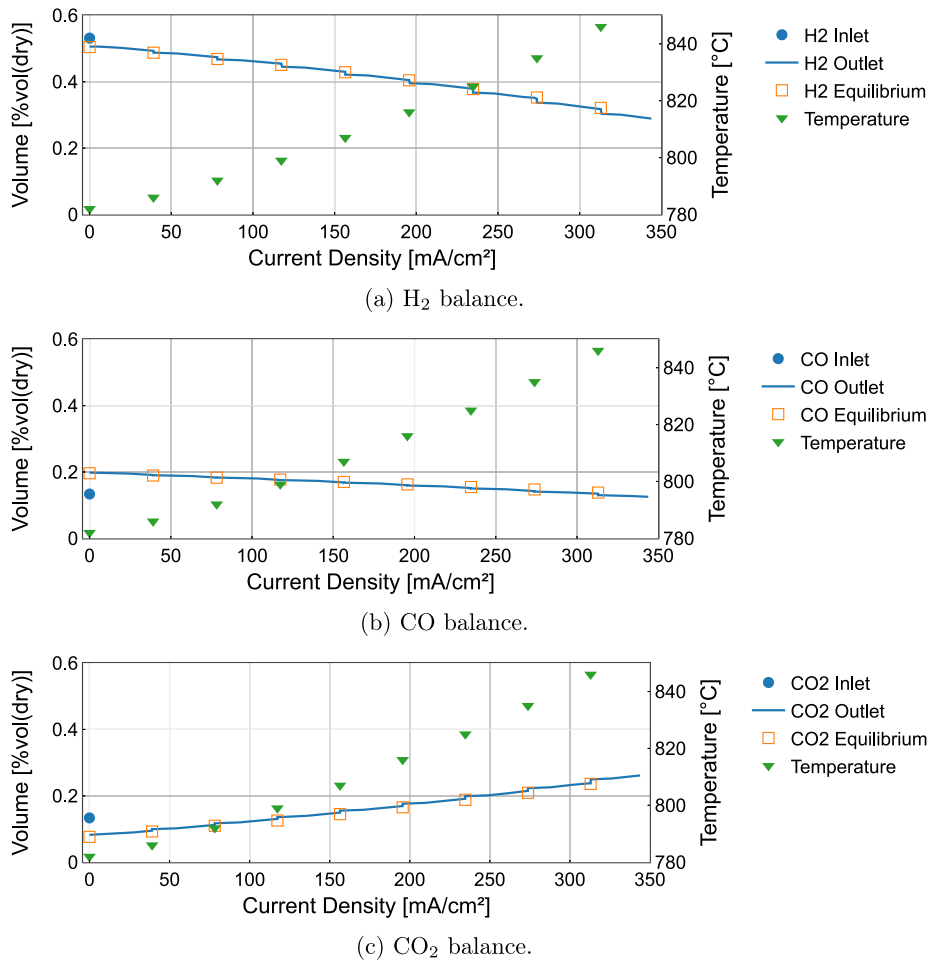 0.6
0.4
0.2
0
Volume [%vol(dry)]
840
820
800
780
Temperature [°C]
0 50 100 150 200 250 300 350
Current Density [mA/cm²]
H2 Inlet
H2 Outlet
H2 Equilibrium
Temperature
(a) H₂ balance.
0.6
0.4
0.2
0
Volume [%vol(dry)]
840
820
800
780
Temperature [°C]
0 50 100 150 200 250 300 350
Current Density [mA/cm²]
CO Inlet
CO Outlet
CO Equilibrium
Temperature
(b) CO balance.
0.6
0.4
0.2
0
Volume [%vol(dry)]
840
820
800
780
Temperature [°C]
0 50 100 150 200 250 300 350
Current Density [mA/cm²]
CO2 Inlet
CO2 Outlet
CO2 Equilibrium
Temperature
(c) CO₂ balance.